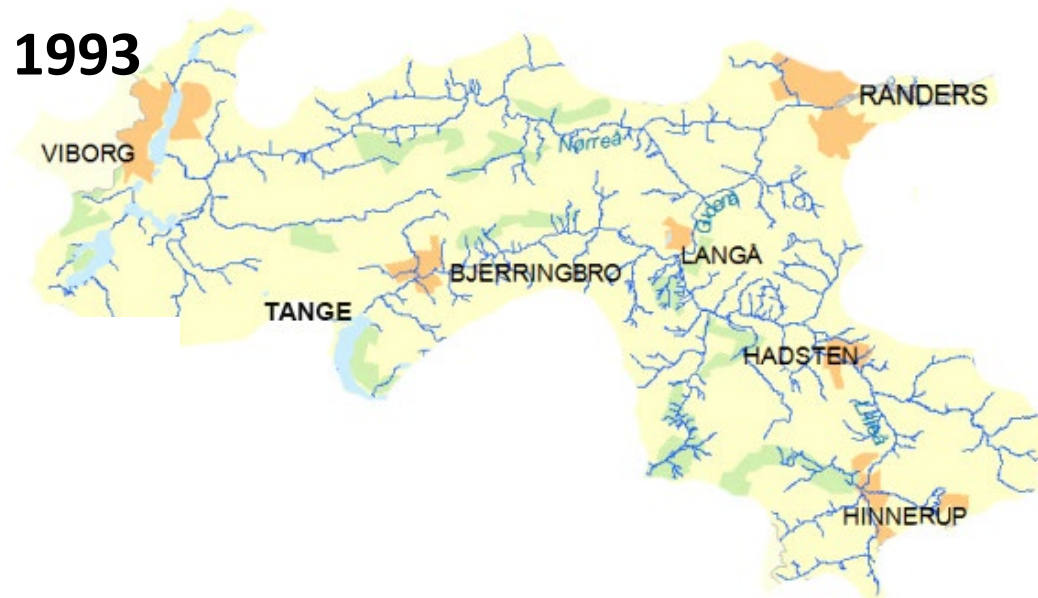 1993
RANDERS
VIBORG
Nørreå
Gudenå
LANGÅ
BJERRINGBRO
TANGE
HADSTEN
Lilleå
HINNERUP